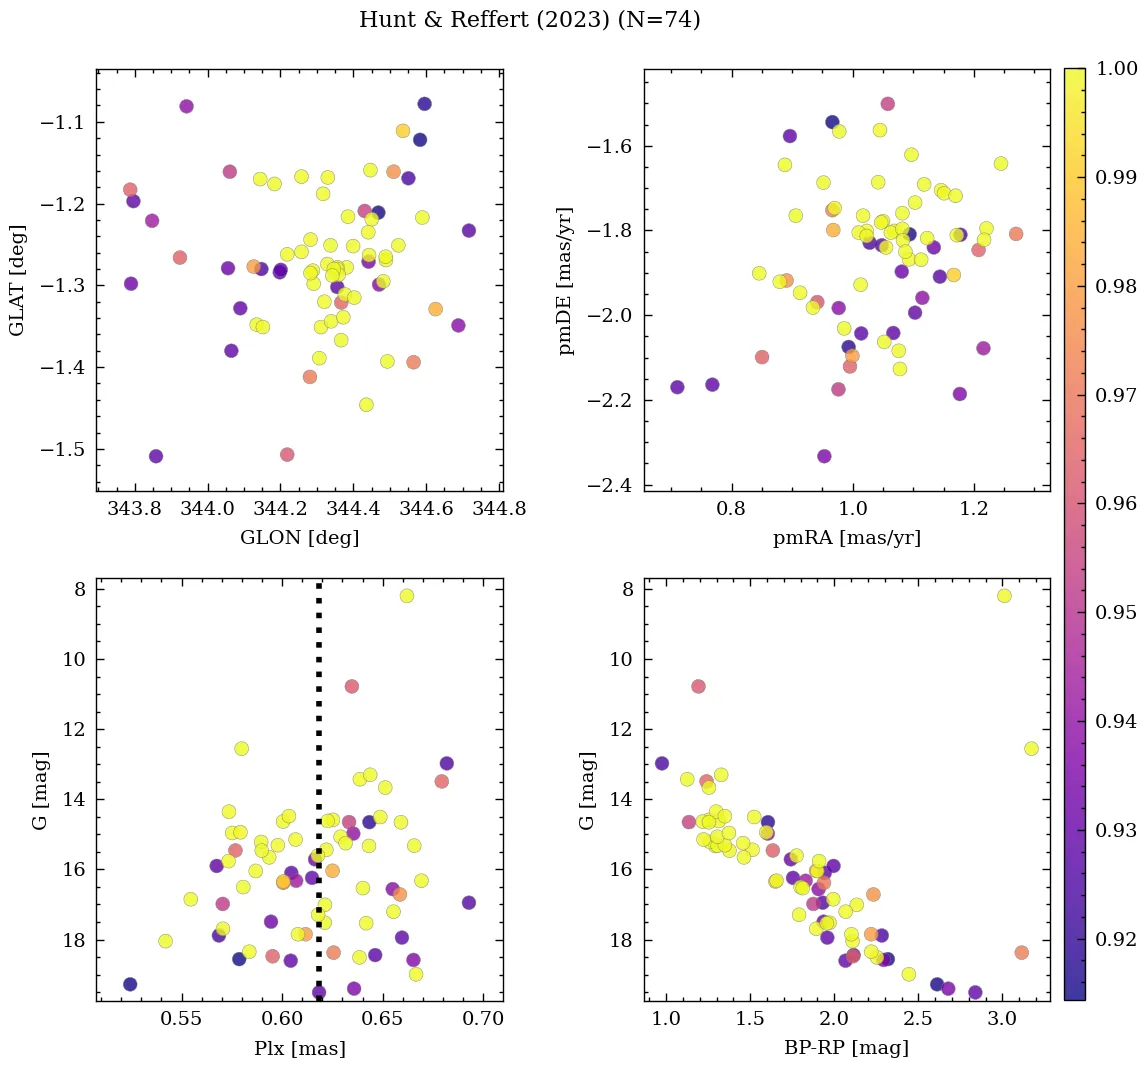 Hunt & Reffert (2023) (N=74)
−1.1
−1.2
−1.3
−1.4
−1.5
GLAT [deg]
343.8 344.0 344.2 344.4 344.6 344.8
GLON [deg]
−1.6
−1.8
−2.0
−2.2
−2.4
pmDE [mas/yr]
0.8 1.0 1.2
pmRA [mas/yr]
8
10
12
14
16
18
G [mag]
0.55 0.60 0.65 0.70
Plx [mas]
8
10
12
14
16
18
G [mag]
1.0 1.5 2.0 2.5 3.0
BP-RP [mag]
1.00
0.99
0.98
0.97
0.96
0.95
0.94
0.93
0.92